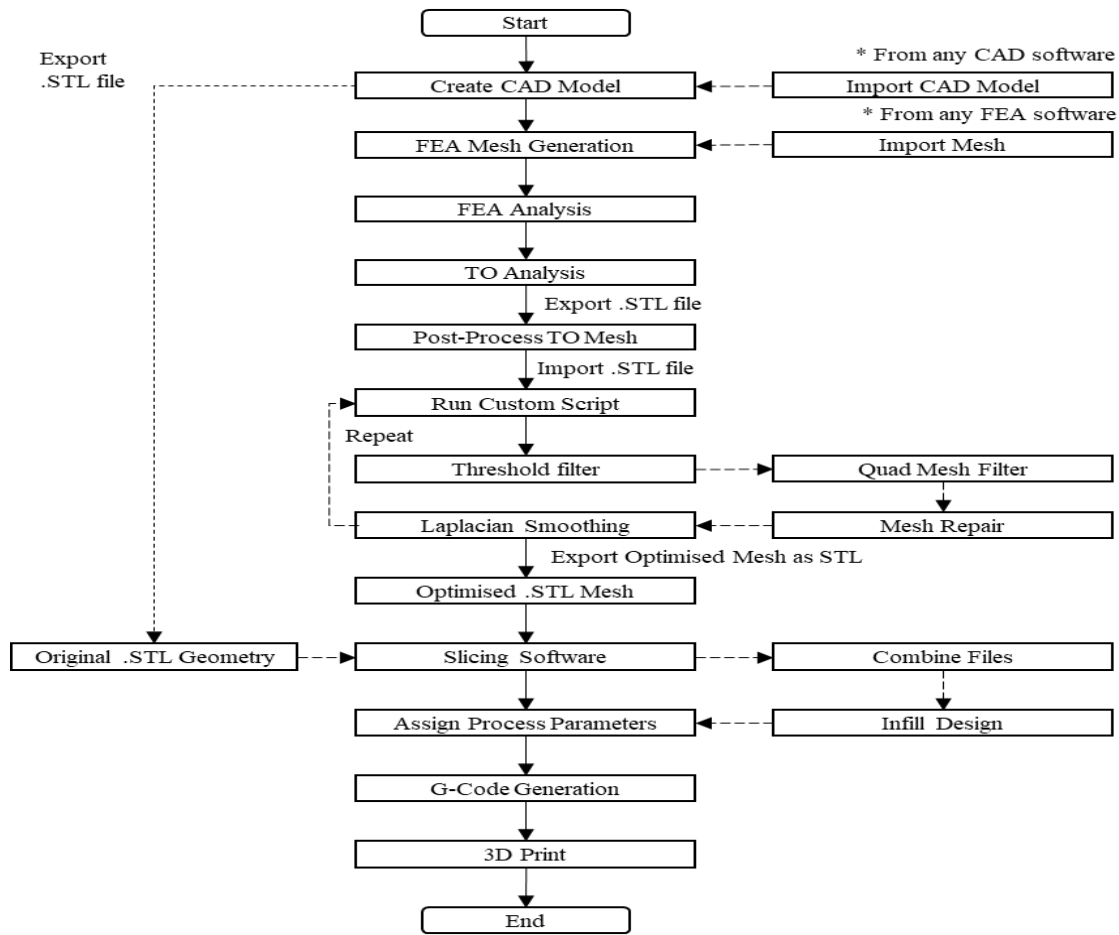 Start
Export
.STL file
* From any CAD software
Create CAD Model
Import CAD Model
* From any FEA software
FEA Mesh Generation
Import Mesh
FEA Analysis
TO Analysis
Export .STL file
Post-Process TO Mesh
Import .STL file
Run Custom Script
Repeat
Threshold filter
Quad Mesh Filter
Laplacian Smoothing
Mesh Repair
Export Optimised Mesh as STL
Optimised .STL Mesh
Original .STL Geometry
Slicing Software
Combine Files
Assign Process Parameters
Infill Design
G-Code Generation
3D Print
End